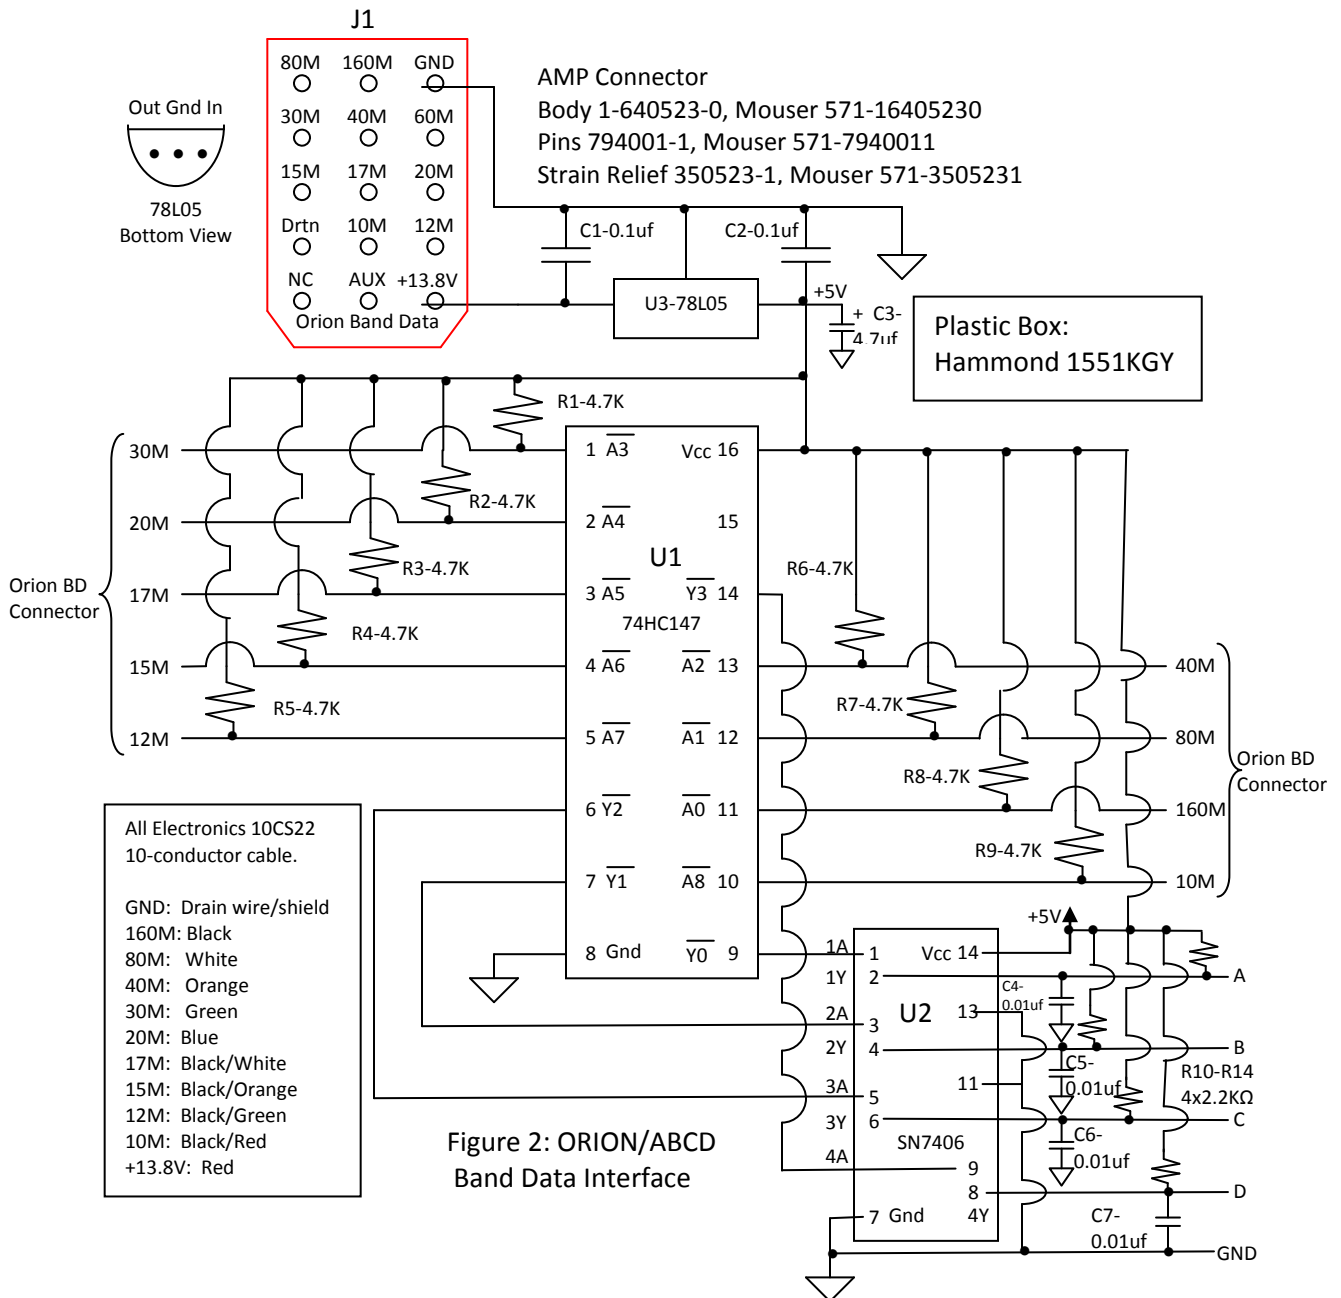 J1
80M 160M GND
30M 40M 60M
15M 17M 20M
Drtn 10M 12M
NC AUX +13.8V
Orion Band Data
Out Gnd In
78L05
Bottom View
AMP Connector
Body 1-640523-0, Mouser 571-16405230
Pins 794001-1, Mouser 571-7940011
Strain Relief 350523-1, Mouser 571-3505231
C1-0.1uf
C2-0.1uf
U3-78L05
+5V
+ C3-
4.7uf
Plastic Box:
Hammond 1551KGY
R1-4.7K
R2-4.7K
R3-4.7K
R4-4.7K
R5-4.7K
Orion BD
Connector
30M
20M
17M
15M
12M
1 A3
2 A4
3 A5
4 A6
5 A7
6 Y2
7 Y1
8 Gnd
U1
74HC147
Vcc 16
15
Y3 14
A2 13
A1 12
A0 11
A8 10
Y0 9
R6-4.7K
R7-4.7K
R8-4.7K
R9-4.7K
40M
80M
160M
10M
Orion BD
Connector
All Electronics 10CS22
10-conductor cable.
GND: Drain wire/shield
160M: Black
80M: White
40M: Orange
30M: Green
20M: Blue
17M: Black/White
15M: Black/Orange
12M: Black/Green
10M: Black/Red
+13.8V: Red
Figure 2: ORION/ABCD
Band Data Interface
+5V
1A
1Y
2A
2Y
3A
3Y
4A
1
2
3
4
5
6
7 Gnd
U2
SN7406
Vcc 14
13
11
9
8
4Y
C4-
0.01uf
C5-
0.01uf
C6-
0.01uf
C7-
0.01uf
R10-R14
4x2.2KΩ
A
B
C
D
GND